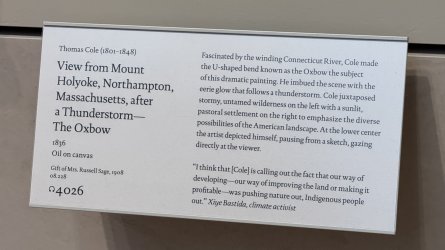 Thomas Cole (1801–1848)
View from Mount
Holyoke, Northampton,
Massachusetts, after
a Thunderstorm—
The Oxbow
1836
Oil on canvas
Gift of Mrs. Russell Sage, 1908
08.228
4026
Fascinated by the winding Connecticut River, Cole made
the U-shaped bend known as the Oxbow the subject
of this dramatic painting. He imbued the scene with the
eerie glow that follows a thunderstorm. Cole juxtaposed
stormy, untamed wilderness on the left with a sunlit,
pastoral settlement on the right to emphasize the diverse
possibilities of the American landscape. At the lower center
the artist depicted himself, pausing from a sketch, gazing
directly at the viewer.
"I think that [Cole] is calling out the fact that our way of
developing—our way of improving the land or making it
profitable—was pushing nature out, Indigenous people
out." Xiye Bastida, climate activist